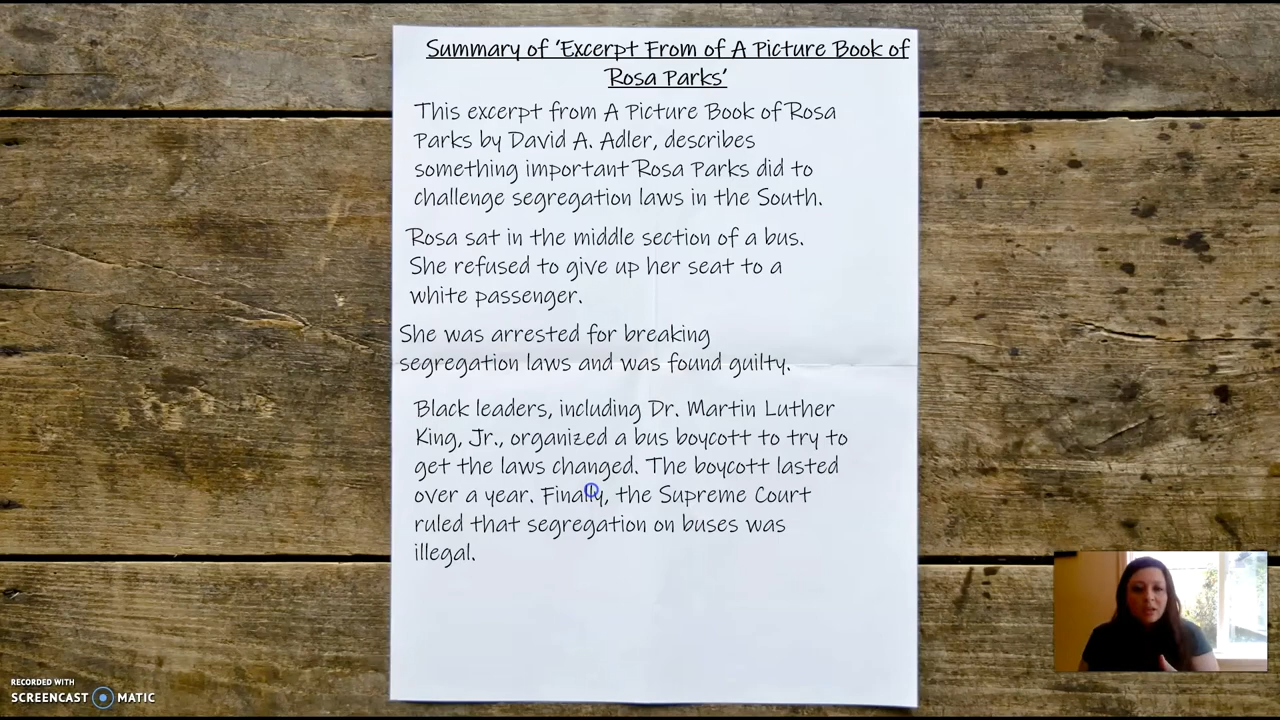 Summary of 'Excerpt From of A Picture Book of
Rosa Parks'
This excerpt from A Picture Book of Rosa
Parks by David A. Adler, describes
something important Rosa Parks did to
challenge segregation laws in the South.
Rosa sat in the middle section of a bus.
She refused to give up her seat to a
white passenger.
She was arrested for breaking
segregation laws and was found guilty.
Black leaders, including Dr. Martin Luther
King, Jr., organized a bus boycott to try to
get the laws changed. The boycott lasted
over a year. Finally, the Supreme Court
ruled that segregation on buses was
illegal.
RECORDED WITH
SCREENCAST MATIC